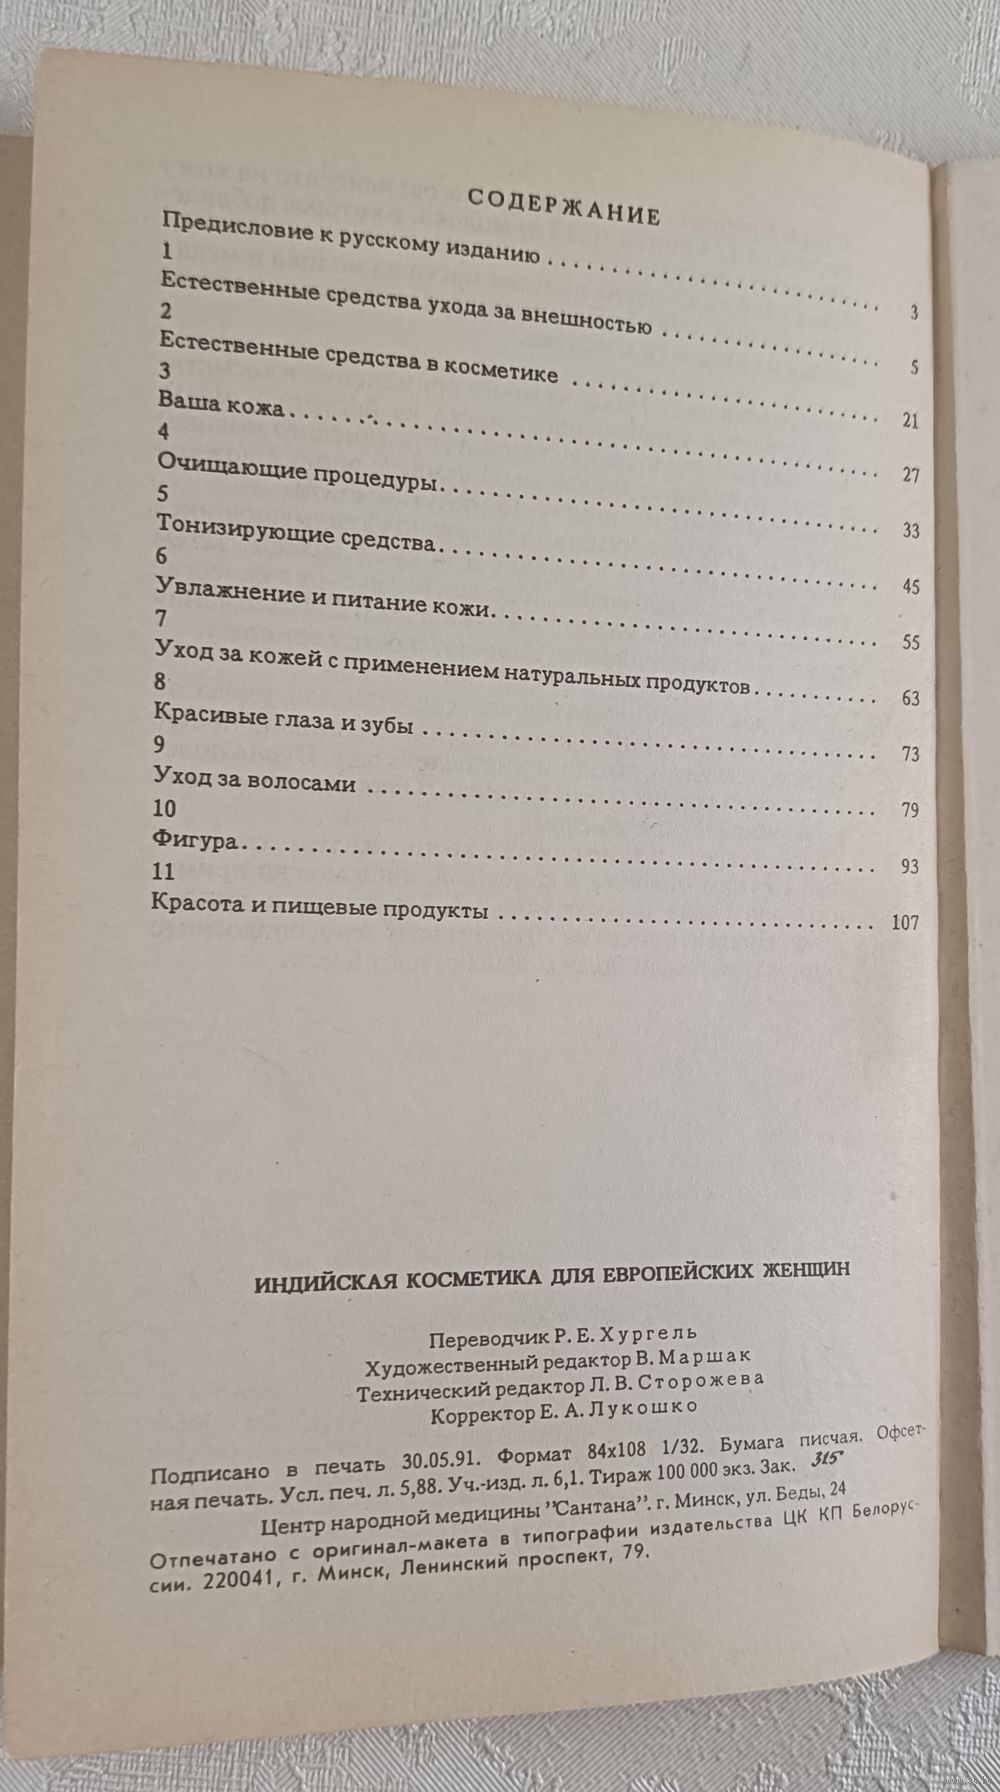 СОДЕРЖАНИЕ
Предисловие к русскому изданию . . . . . . . . . . . . . . . . . . . . . . . . . . 3
1
Естественные средства ухода за внешностью . . . . . . . . . . . . . . . . . 5
2
Естественные средства в косметике . . . . . . . . . . . . . . . . . . . . . . . . 21
3
Ваша кожа . . . . . . . . . . . . . . . . . . . . . . . . . . . . . . . . . . . . . . . . . . . . . 27
4
Очищающие процедуры. . . . . . . . . . . . . . . . . . . . . . . . . . . . . . . . . . 33
5
Тонизирующие средства. . . . . . . . . . . . . . . . . . . . . . . . . . . . . . . . . . 45
6
Увлажнение и питание кожи. . . . . . . . . . . . . . . . . . . . . . . . . . . . . . 55
7
Уход за кожей с применением натуральных продуктов. . . . . . . . . . 63
8
Красивые глаза и зубы . . . . . . . . . . . . . . . . . . . . . . . . . . . . . . . . . . . 73
9
Уход за волосами . . . . . . . . . . . . . . . . . . . . . . . . . . . . . . . . . . . . . . . 79
10
Фигура. . . . . . . . . . . . . . . . . . . . . . . . . . . . . . . . . . . . . . . . . . . . . . . . 93
11
Красота и пищевые продукты . . . . . . . . . . . . . . . . . . . . . . . . . . . . . 107
ИНДИЙСКАЯ КОСМЕТИКА ДЛЯ ЕВРОПЕЙСКИХ ЖЕНЩИН
Переводчик Р. Е. Хургель
Художественный редактор В. Маршак
Технический редактор Л. В. Сторожева
Корректор Е. А. Лукошко
Подписано в печать 30.05.91. Формат 84х108 1/32. Бумага писчая. Офсет-
ная печать. Усл. печ. л. 5,88. Уч.-изд. л. 6,1. Тираж 100 000 экз. Зак. 315
Центр народной медицины "Сантана". г. Минск, ул. Беды, 24
Отпечатано с оригинал-макета в типографии издательства ЦК КП Белорус-
сии. 220041, г. Минск, Ленинский проспект, 79.